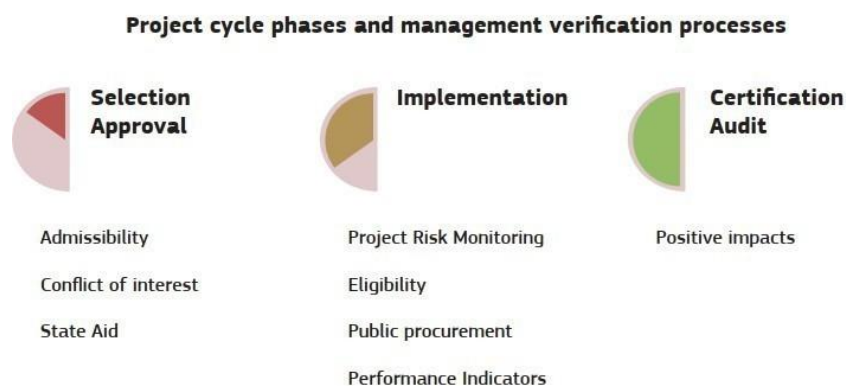 Project cycle phases and management verification processes
Selection
Approval
Admissibility
Conflict of interest
State Aid
Implementation
Project Risk Monitoring
Eligibility
Public procurement
Performance Indicators
Certification
Audit
Positive impacts